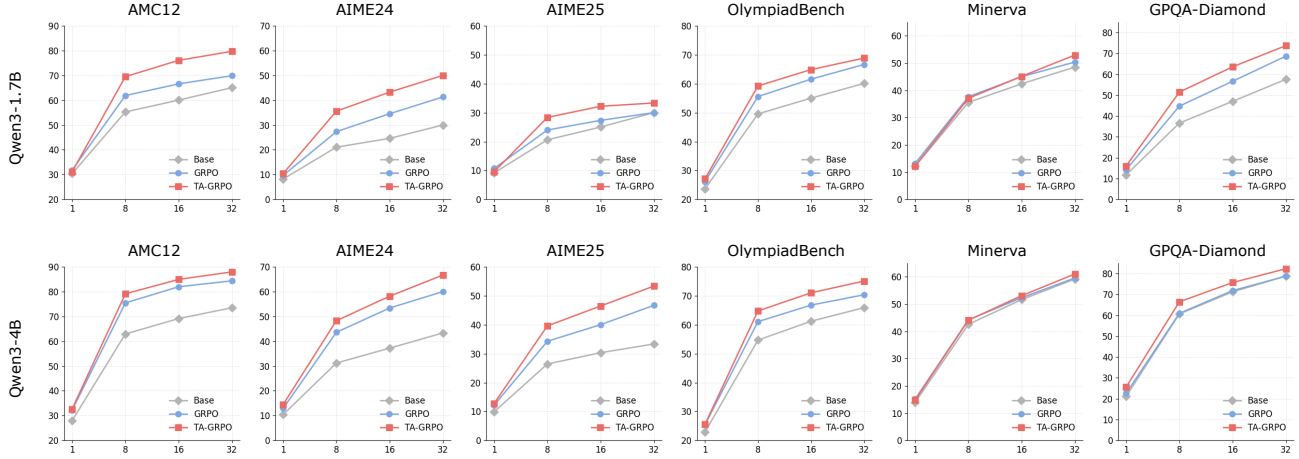 AMC12 AIME24 AIME25 OlympiadBench Minerva GPQA-Diamond
Qwen3-1.7B
90 80 70 60 50 40 30 20
1 8 16 32
Base
GRPO
TA-GRPO
70 60 50 40 30 20 10 0
1 8 16 32
Base
GRPO
TA-GRPO
60 50 40 30 20 10 0
1 8 16 32
Base
GRPO
TA-GRPO
80 70 60 50 40 30 20
1 8 16 32
Base
GRPO
TA-GRPO
60 50 40 30 20 10 0
1 8 16 32
Base
GRPO
TA-GRPO
80 70 60 50 40 30 20 10 0
1 8 16 32
Base
GRPO
TA-GRPO
AMC12 AIME24 AIME25 OlympiadBench Minerva GPQA-Diamond
Qwen3-4B
90 80 70 60 50 40 30 20
1 8 16 32
Base
GRPO
TA-GRPO
70 60 50 40 30 20 10 0
1 8 16 32
Base
GRPO
TA-GRPO
60 50 40 30 20 10 0
1 8 16 32
Base
GRPO
TA-GRPO
80 70 60 50 40 30 20
1 8 16 32
Base
GRPO
TA-GRPO
60 50 40 30 20 10 0
1 8 16 32
Base
GRPO
TA-GRPO
80 70 60 50 40 30 20 10 0
1 8 16 32
Base
GRPO
TA-GRPO